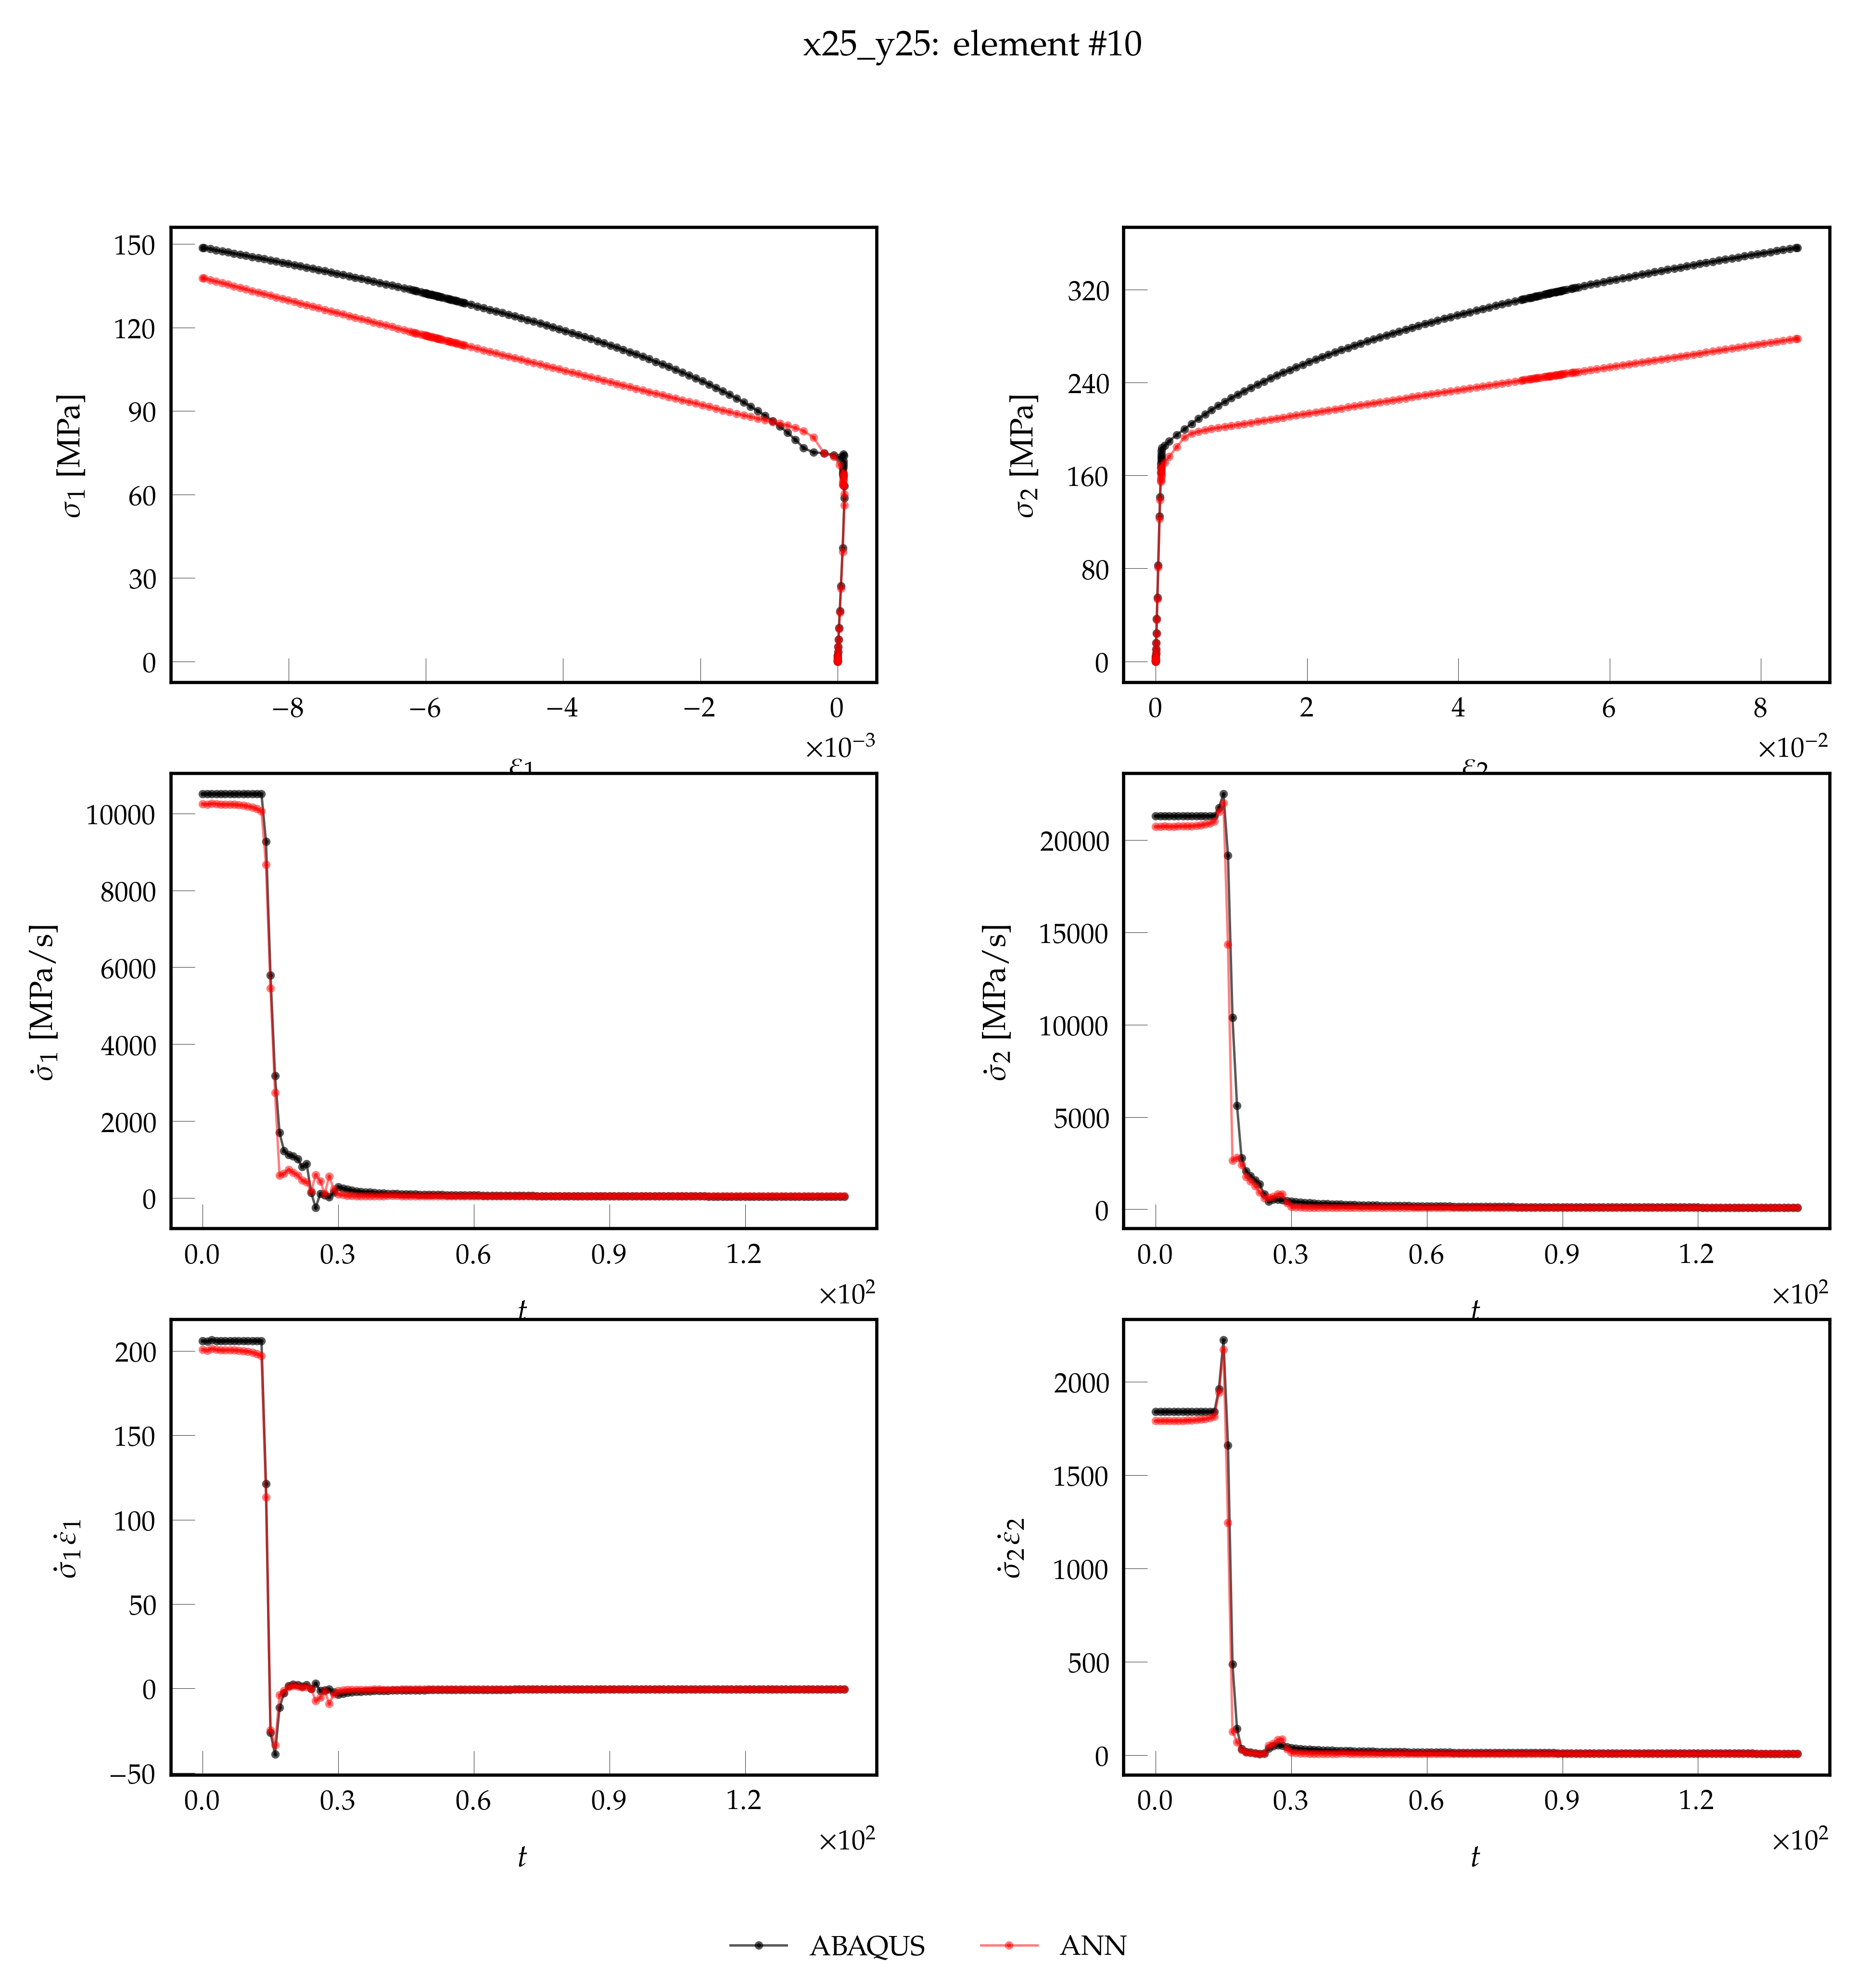 x25_y25: element #10
150
120
90
60
30
0
σ1 [MPa]
−8 −6 −4 −2 0
×10−3
ε1
320
240
160
80
0
σ2 [MPa]
0 2 4 6 8
×10−2
ε2
10000
8000
6000
4000
2000
0
σ̇1 [MPa/s]
0.0 0.3 0.6 0.9 1.2
×102
t
20000
15000
10000
5000
0
σ̇2 [MPa/s]
0.0 0.3 0.6 0.9 1.2
×102
t
200
150
100
50
0
−50
σ̇1ε̇1
0.0 0.3 0.6 0.9 1.2
×102
t
2000
1500
1000
500
0
σ̇2ε̇2
0.0 0.3 0.6 0.9 1.2
×102
t
ABAQUS ANN